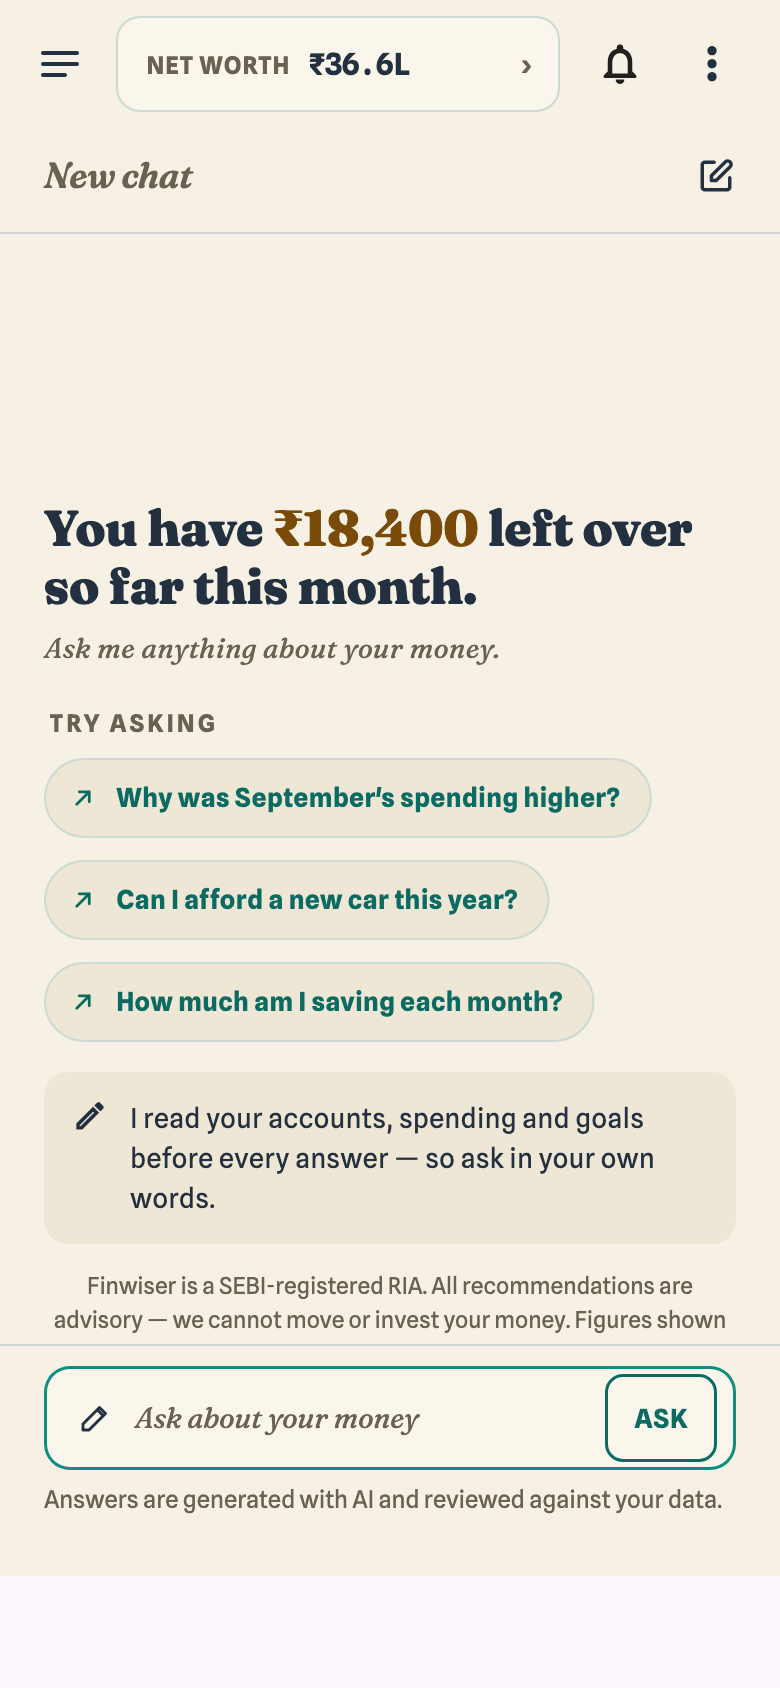 NET WORTH ₹36.6L ›
New chat
You have ₹18,400 left over
so far this month.
Ask me anything about your money.
TRY ASKING
Why was September's spending higher?
Can I afford a new car this year?
How much am I saving each month?
I read your accounts, spending and goals
before every answer — so ask in your own
words.
Finwiser is a SEBI-registered RIA. All recommendations are
advisory — we cannot move or invest your money. Figures shown
Ask about your money
ASK
Answers are generated with AI and reviewed against your data.